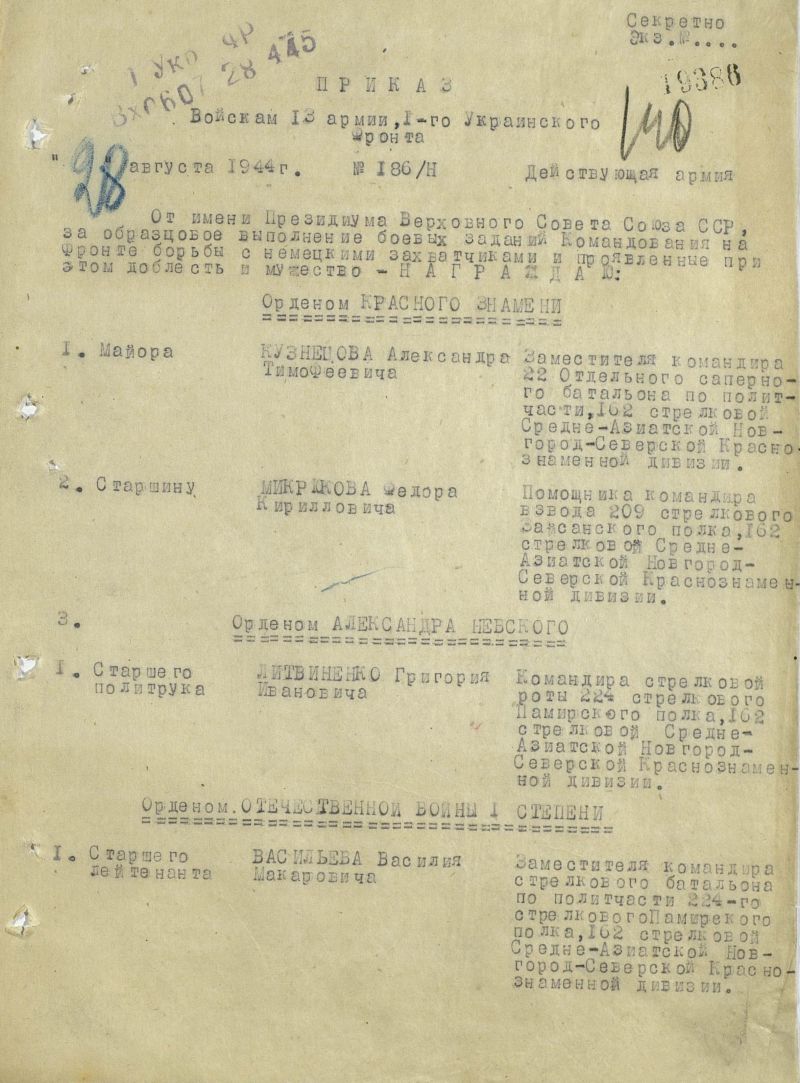 Секретно
Экз.№....
1 Укр
28 445
19388
140
ПРИКАЗ
Войскам 13 армии,1-го Украинского
Фронта
"28 августа 1944г. № 186/Н Действующая армия
От имени Президиума Верховного Совета Союза ССР,
за образцовое выполнение боевых заданий Командования на
Фронте борьбы с немецкими захватчиками и проявленные при
этом доблесть и мужество - НАГРАЖДАЮ:
Орденом КРАСНОГО ЗНАМЕНИ
1. Майора КУЗНЕЦОВА Александра Заместителя командира
Тимофеевича 22 Отдельного саперно-
го батальона по полит-
части,162 стрелковой
Средне-Азиатской Нов-
город-Северской Красно-
знаменной дивизии.
2. Старшину МИКРЯКОВА Федора Помощника командира
Кирилловича взвода 209 стрелкового
Зайсанского полка,162
стрелковой Средне-
Азиатской Новгород-
Северской Краснознамен-
ной дивизии.
3.
Орденом АЛЕКСАНДРА НЕВСКОГО
1. Старшего ЛИТВИНЕНКО Григория Командира стрелковой
политрука Ивановича роты 224 стрелкового
Памирского полка,162
стрелковой Средне-
Азиатской Новгород-
Северской Краснознамен-
ной дивизии.
Орденом.ОТЕЧЕСТВЕННОЙ ВОЙНЫ 1 СТЕПЕНИ
1. Старшего ВАСИЛЬЕВА Василия Заместителя командира
лейтенанта Макаровича стрелкового батальона
по политчасти 224-го
стрелковогоПамирского
полка,162 стрелковой
Средне-Азиатской Нов-
город-Северской Красно-
знаменной дивизии.